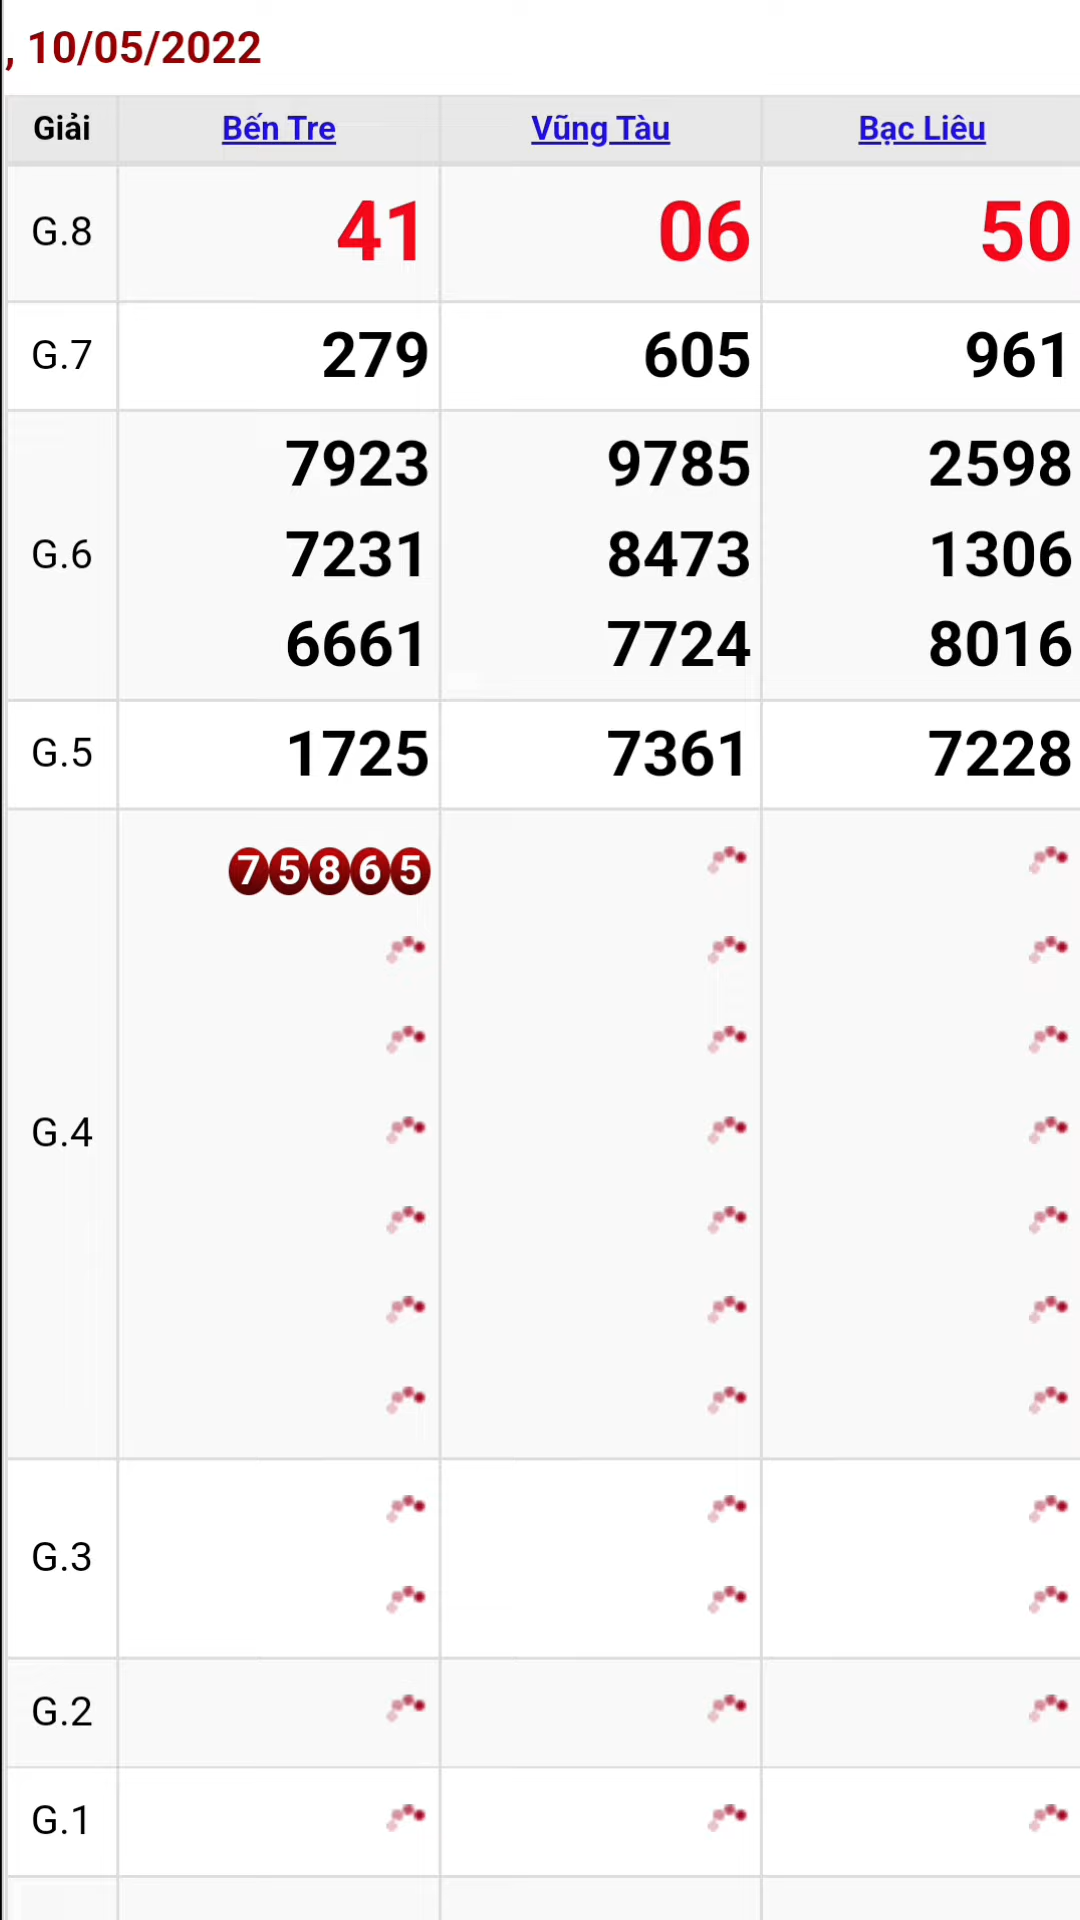 , 10/05/2022
Giải Bến Tre Vũng Tàu Bạc Liêu
G.8 41 06 50
G.7 279 605 961
7923 9785 2598
G.6 7231 8473 1306
6661 7724 8016
G.5 1725 7361 7228
75865
G.4
G.3
G.2
G.1